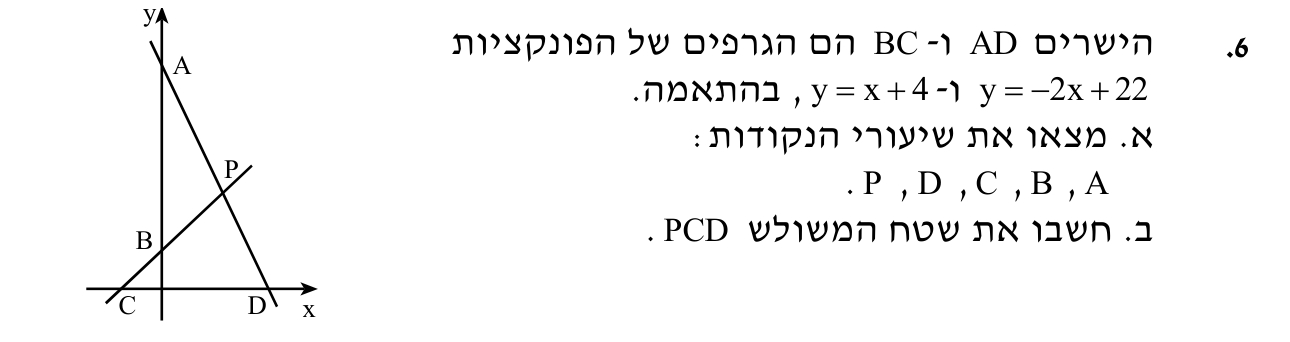 6. הישרים AD ו- BC הם הגרפים של הפונקציות
y = −2x + 22 ו- y = x + 4 , בהתאמה.
א. מצאו את שיעורי הנקודות:
A , B , C , D , P .
ב. חשבו את שטח המשולש PCD .
y
A
P
B
C
D
x